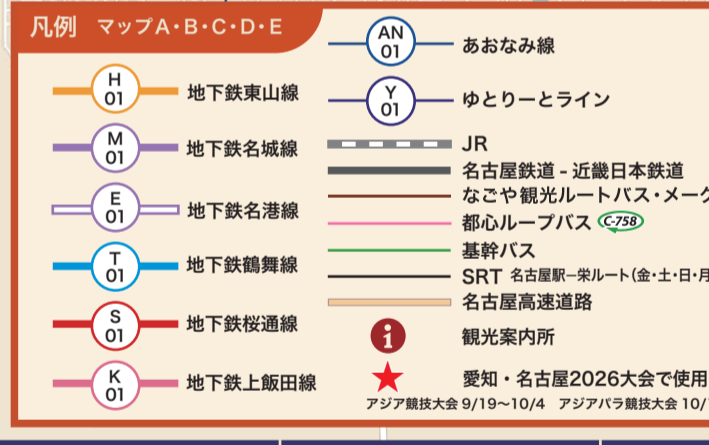 凡例 マップA・B・C・D・E
H
01
地下鉄東山線
M
01
地下鉄名城線
E
01
地下鉄名港線
T
01
地下鉄鶴舞線
S
01
地下鉄桜通線
K
01
地下鉄上飯田線
AN
01
あおなみ線
Y
01
ゆとりーとライン
JR
名古屋鉄道 - 近畿日本鉄道
なごや観光ルートバス・メーグ
都心ループバス C-758
基幹バス
SRT 名古屋駅–栄ルート(金・土・日・月
名古屋高速道路
i
観光案内所
愛知・名古屋2026大会で使用
アジア競技大会 9/19～10/4 アジアパラ競技大会 10/